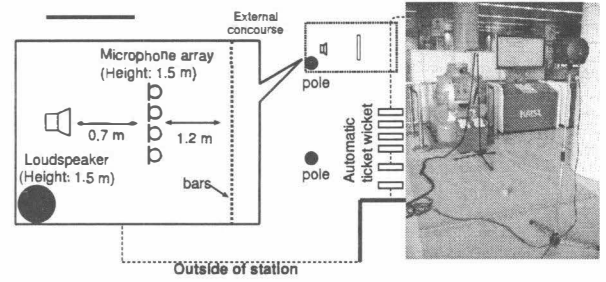 External
concourse
Microphone array
(Height: 1.5 m)
pole
0.7 m
1.2 m
Loudspeaker
(Height: 1.5 m)
bars
pole
Automatic
ticket wicket
Outside of station